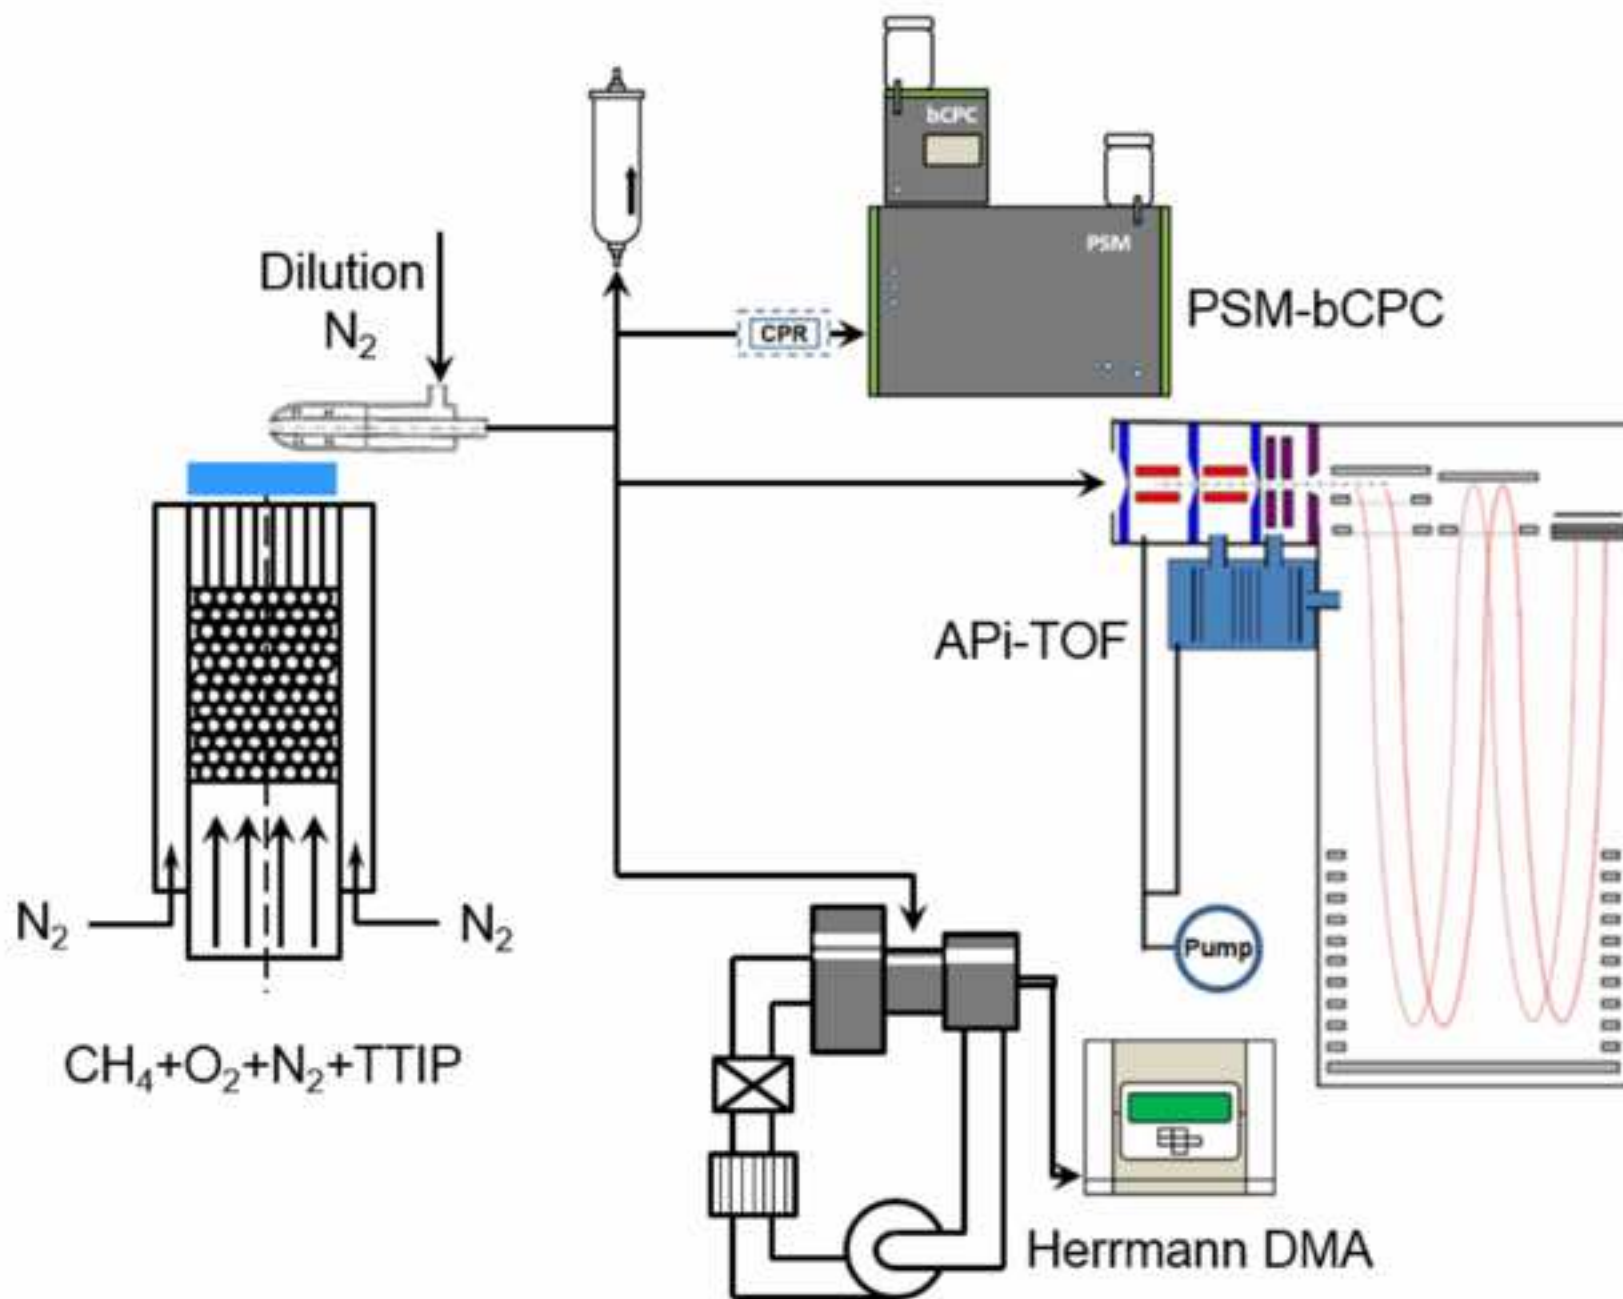 bCPC
PSM
Dilution
N₂
CPR
PSM-bCPC
APi-TOF
N₂
N₂
Pump
CH₄+O₂+N₂+TTIP
Herrmann DMA